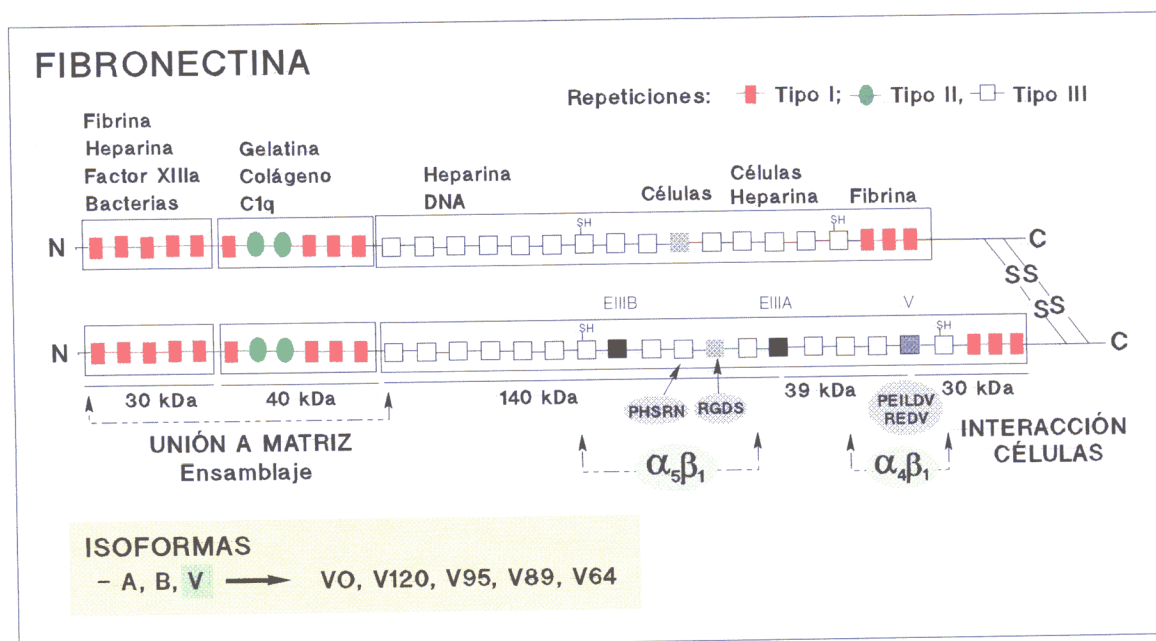 FIBRONECTINA
Repeticiones: Tipo I; Tipo II, Tipo III
Fibrina
Heparina
Factor XIIIa
Bacterias
Gelatina
Colágeno
C1q
Heparina
DNA
Células
Células
Heparina
Fibrina
SH
SH
N
C
SS
SS
EIIIB
EIIIA
V
SH
SH
N
C
30 kDa
40 kDa
140 kDa
39 kDa
30 kDa
PHSRN
RGDS
PEILDV
REDV
UNIÓN A MATRIZ
Ensamblaje
α5β1
α4β1
INTERACCIÓN
CÉLULAS
ISOFORMAS
- A, B, V VO, V120, V95, V89, V64